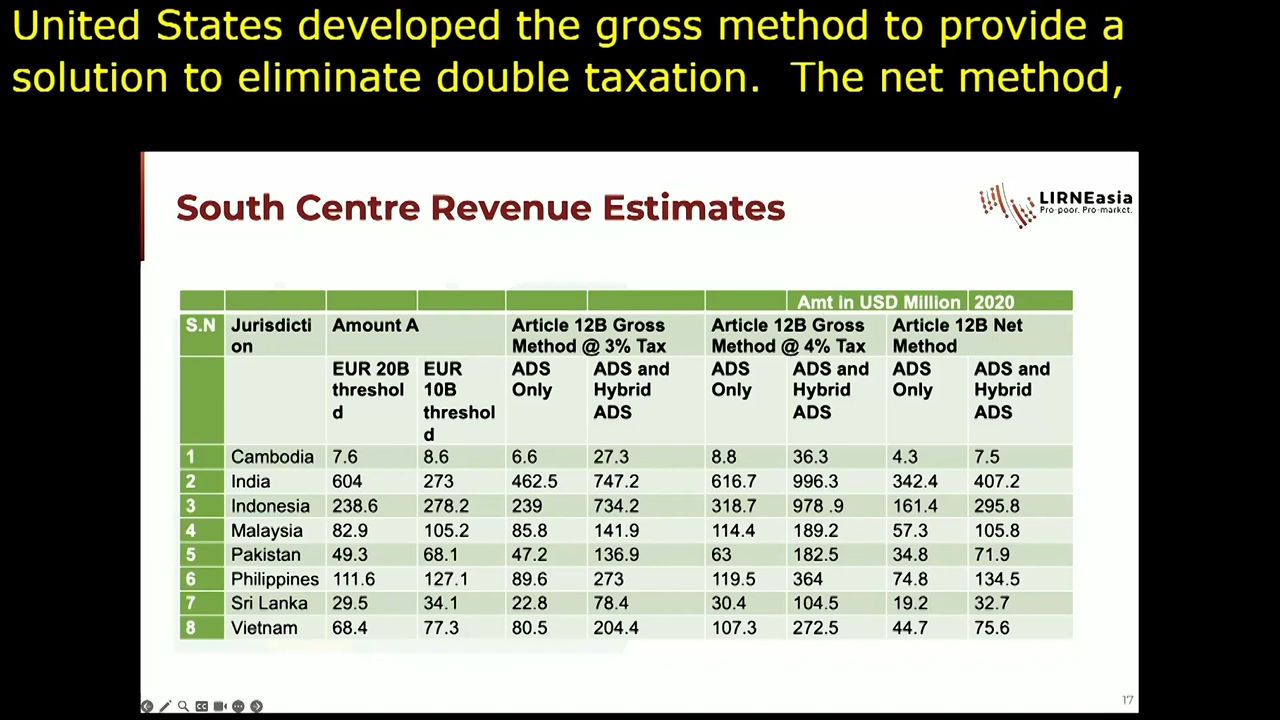 United States developed the gross method to provide a
solution to eliminate double taxation.  The net method,
South Centre Revenue Estimates
LIRNEasia
Pro-poor. Pro-market.
Amt in USD Million 2020
S.N Jurisdicti Amount A Article 12B Gross Article 12B Gross Article 12B Net
on Method @ 3% Tax Method @ 4% Tax Method
EUR 20B EUR ADS ADS and ADS ADS and ADS ADS and
threshol 10B Only Hybrid Only Hybrid Only Hybrid
d threshol ADS ADS ADS
d
1 Cambodia 7.6 8.6 6.6 27.3 8.8 36.3 4.3 7.5
2 India 604 273 462.5 747.2 616.7 996.3 342.4 407.2
3 Indonesia 238.6 278.2 239 734.2 318.7 978 .9 161.4 295.8
4 Malaysia 82.9 105.2 85.8 141.9 114.4 189.2 57.3 105.8
5 Pakistan 49.3 68.1 47.2 136.9 63 182.5 34.8 71.9
6 Philippines 111.6 127.1 89.6 273 119.5 364 74.8 134.5
7 Sri Lanka 29.5 34.1 22.8 78.4 30.4 104.5 19.2 32.7
8 Vietnam 68.4 77.3 80.5 204.4 107.3 272.5 44.7 75.6
17